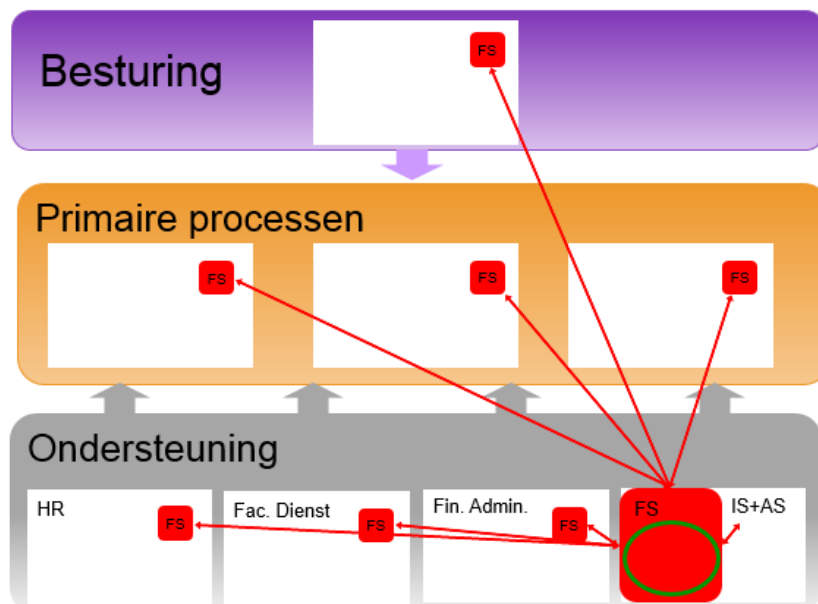 FS
Besturing
Primaire processen
FS
FS
FS
Ondersteuning
HR
FS
Fac. Dienst
FS
Fin. Admin.
FS
FS
IS+AS